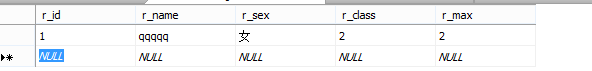 r_id r_name r_sex r_class r_max
1 qqqqq 女 2 2
NULL NULL NULL NULL NULL